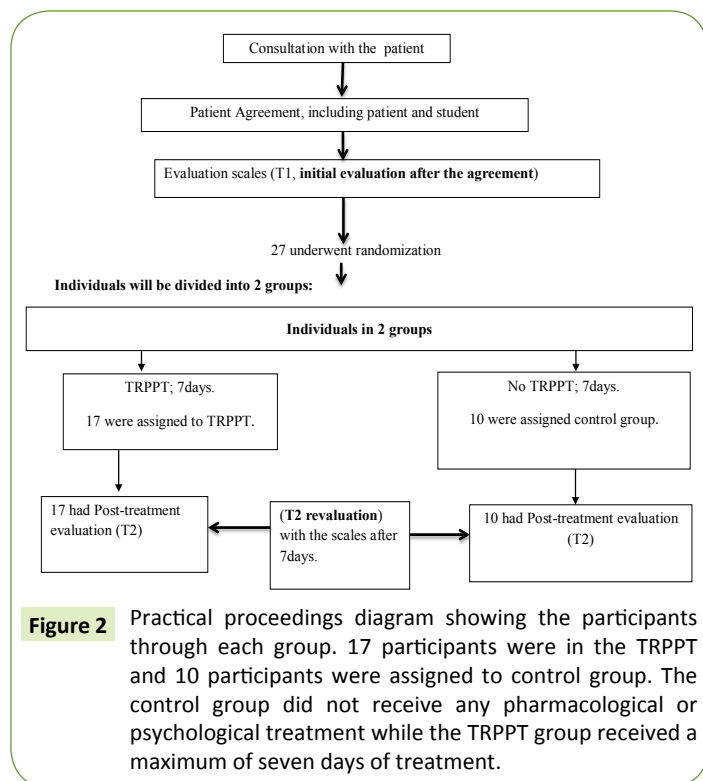 Consultation with the patient
Patient Agreement, including patient and student
Evaluation scales (T1, initial evaluation after the agreement)
27 underwent randomization
Individuals will be divided into 2 groups:
Individuals in 2 groups
TRPPT; 7days.
17 were assigned to TRPPT.
No TRPPT; 7days.
10 were assigned control group.
17 had Post-treatment
evaluation (T2)
(T2 revaluation)
with the scales after
7days.
10 had Post-treatment evaluation
(T2)
Figure 2 Practical proceedings diagram showing the participants
through each group. 17 participants were in the TRPPT
and 10 participants were assigned to control group. The
control group did not receive any pharmacological or
psychological treatment while the TRPPT group received a
maximum of seven days of treatment.